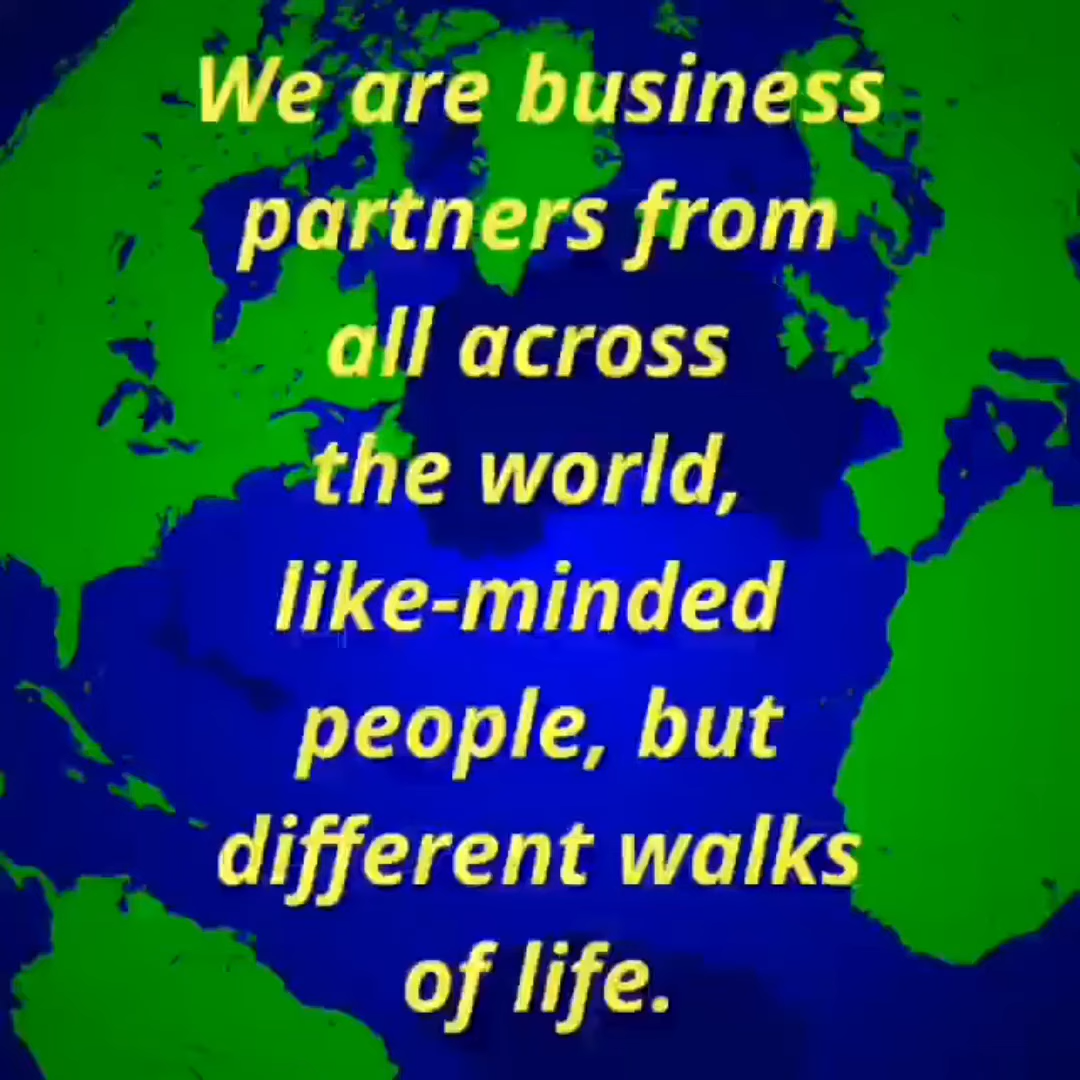 We are business
partners from
all across
the world,
like-minded
people, but
different walks
of life.